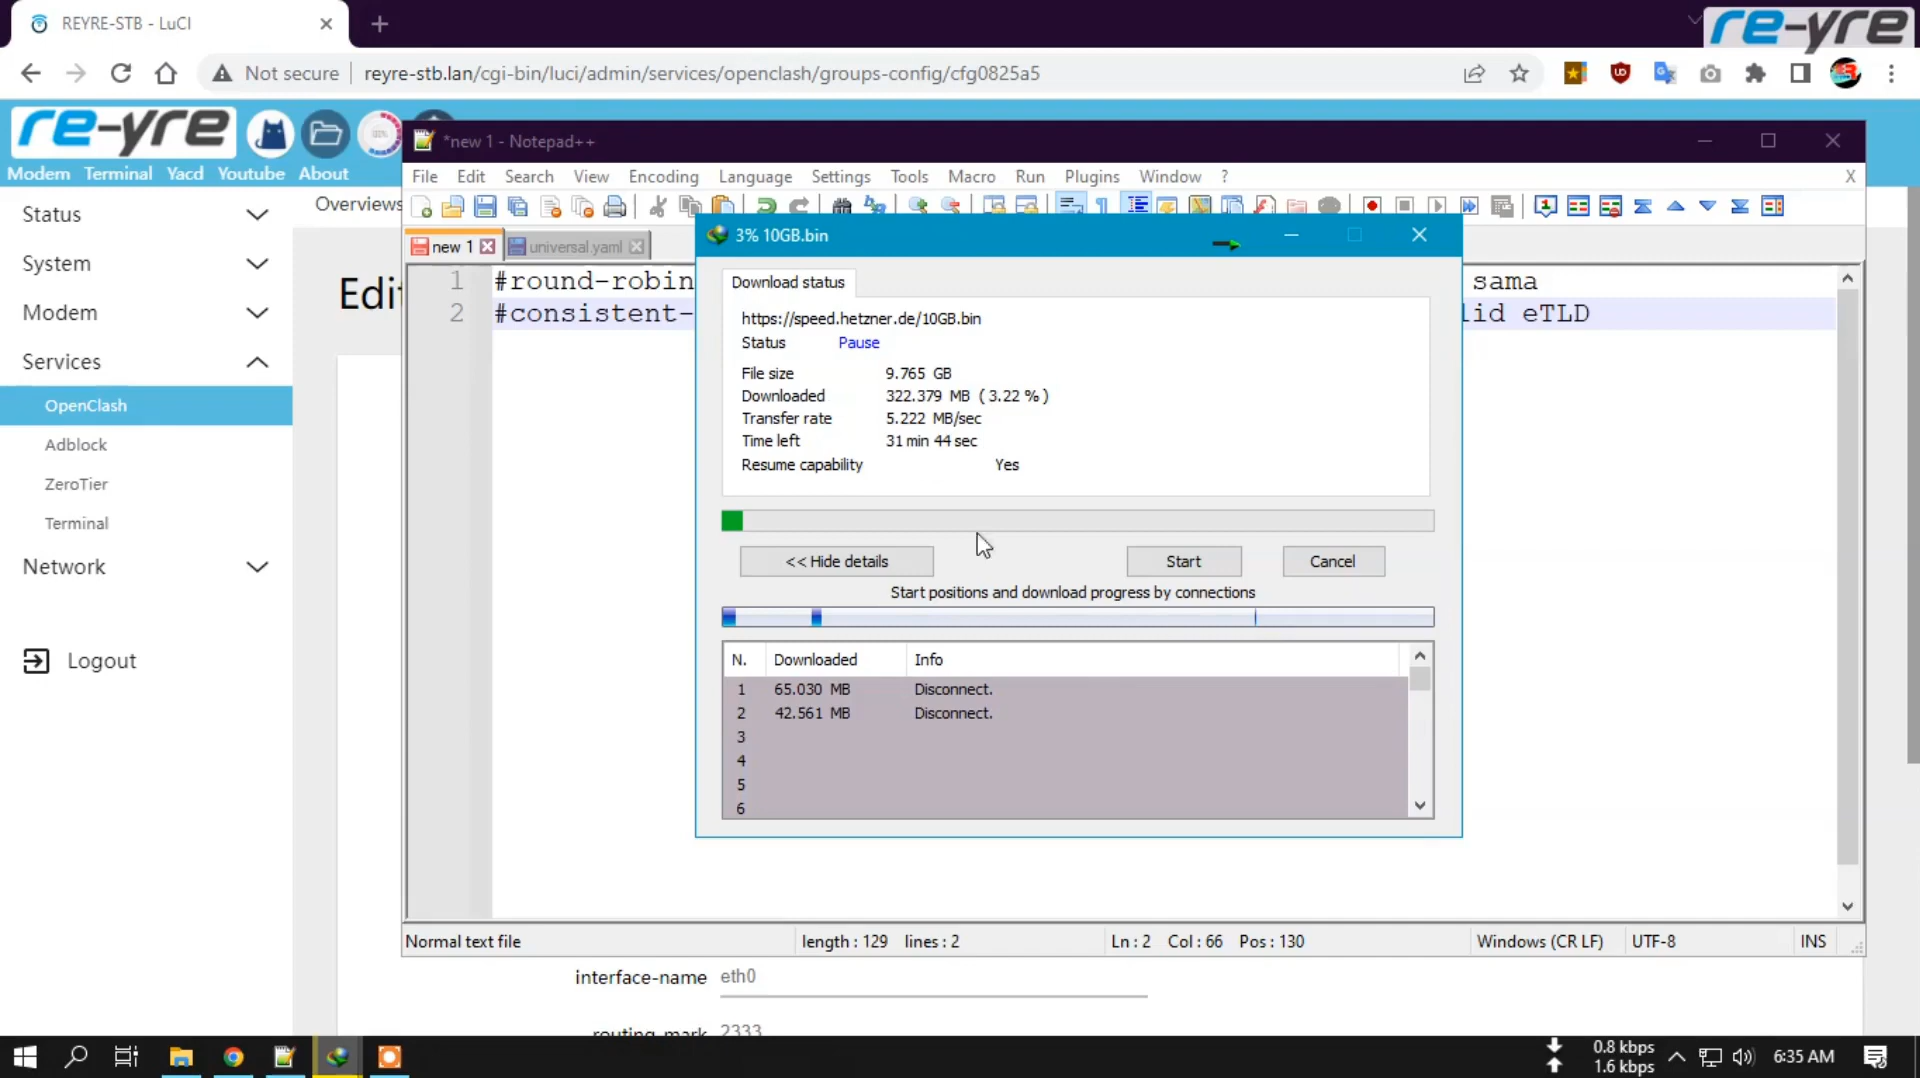 REYRE-STB - LuCI
re-yre
Not secure
reyre-stb.lan/cgi-bin/luci/admin/services/openclash/groups-config/cfg0825a5
re-yre
Modem Terminal Yacd Youtube About
*new 1 - Notepad++
File Edit Search View Encoding Language Settings Tools Macro Run Plugins Window ? X
Status
Overviews
new 1
universal.yaml
System
Modem
Services
OpenClash
Adblock
ZeroTier
Terminal
Network
Logout
1 #round-robin sama
2 #consistent- lid eTLD
3% 10GB.bin
Download status
https://speed.hetzner.de/10GB.bin
Status Pause
File size 9.765 GB
Downloaded 322.379 MB ( 3.22 % )
Transfer rate 5.222 MB/sec
Time left 31 min 44 sec
Resume capability Yes
<< Hide details
Start
Cancel
Start positions and download progress by connections
N. Downloaded Info
1 65.030 MB Disconnect.
2 42.561 MB Disconnect.
3
4
5
6
Normal text file
length : 129 lines : 2
Ln : 2 Col : 66 Pos : 130
Windows (CR LF)
UTF-8
INS
interface-name eth0
routing_mark 2333
0.8 kbps
1.6 kbps
6:35 AM